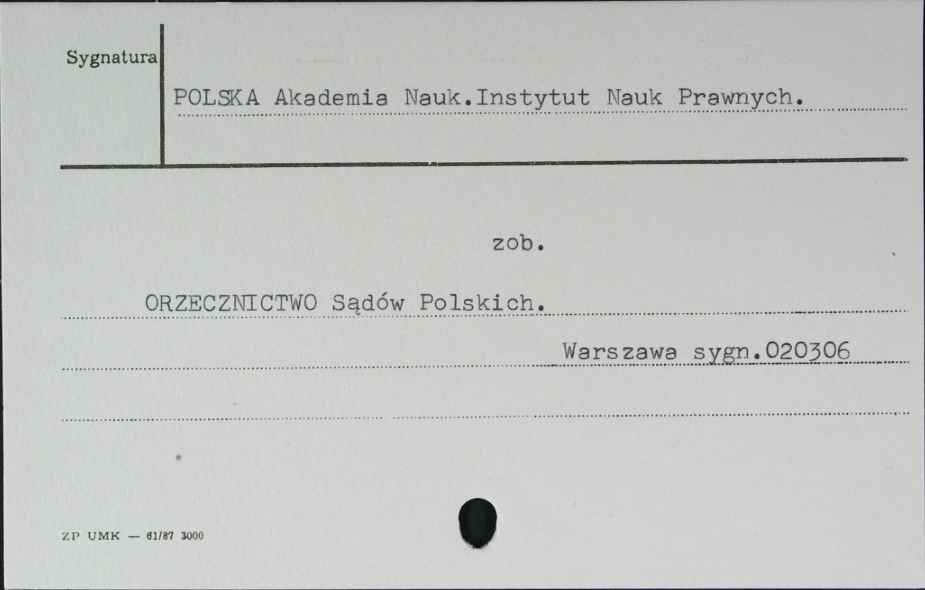 Sygnatura
POLSKA Akademia Nauk.Instytut Nauk Prawnych.
zob.
ORZECZNICTWO Sądów Polskich.
Warszawa sygn.020306
ZP UMK — 61/87 3000